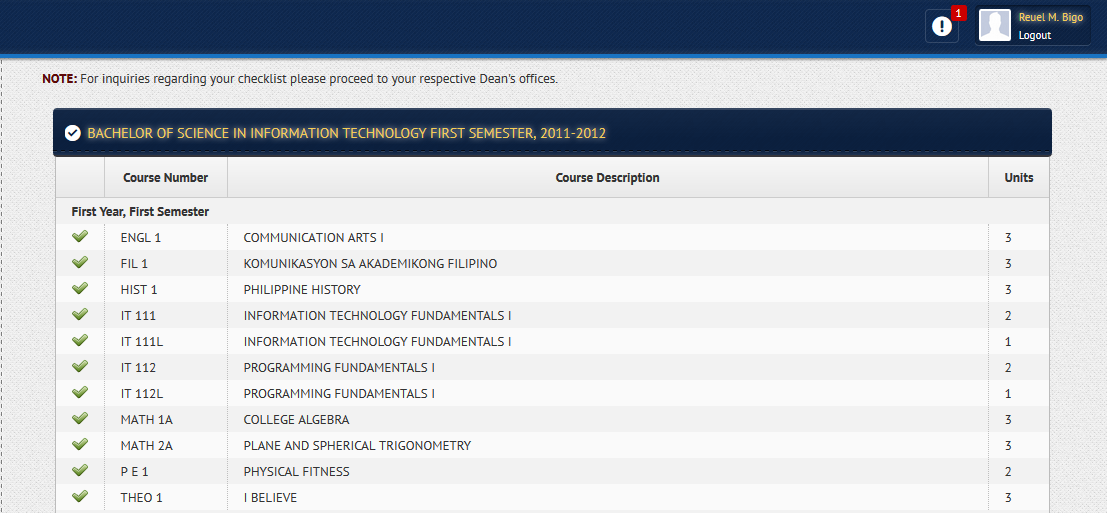 1
Reuel M. Bigo
Logout
NOTE: For inquiries regarding your checklist please proceed to your respective Dean's offices.
BACHELOR OF SCIENCE IN INFORMATION TECHNOLOGY FIRST SEMESTER, 2011-2012
Course Number Course Description Units
First Year, First Semester
ENGL 1 COMMUNICATION ARTS I 3
FIL 1 KOMUNIKASYON SA AKADEMIKONG FILIPINO 3
HIST 1 PHILIPPINE HISTORY 3
IT 111 INFORMATION TECHNOLOGY FUNDAMENTALS I 2
IT 111L INFORMATION TECHNOLOGY FUNDAMENTALS I 1
IT 112 PROGRAMMING FUNDAMENTALS I 2
IT 112L PROGRAMMING FUNDAMENTALS I 1
MATH 1A COLLEGE ALGEBRA 3
MATH 2A PLANE AND SPHERICAL TRIGONOMETRY 3
P E 1 PHYSICAL FITNESS 2
THEO 1 I BELIEVE 3